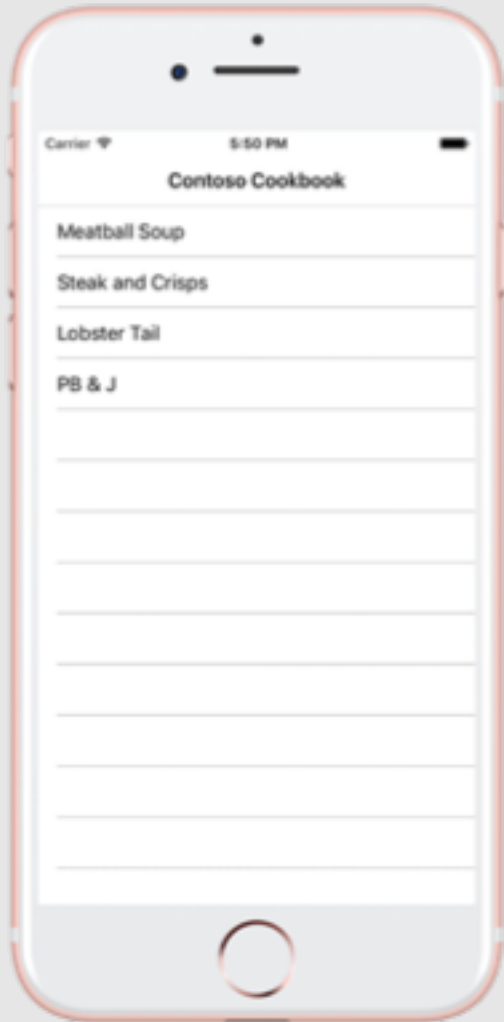 Carrier
5:50 PM
Contoso Cookbook
Meatball Soup
Steak and Crisps
Lobster Tail
PB & J